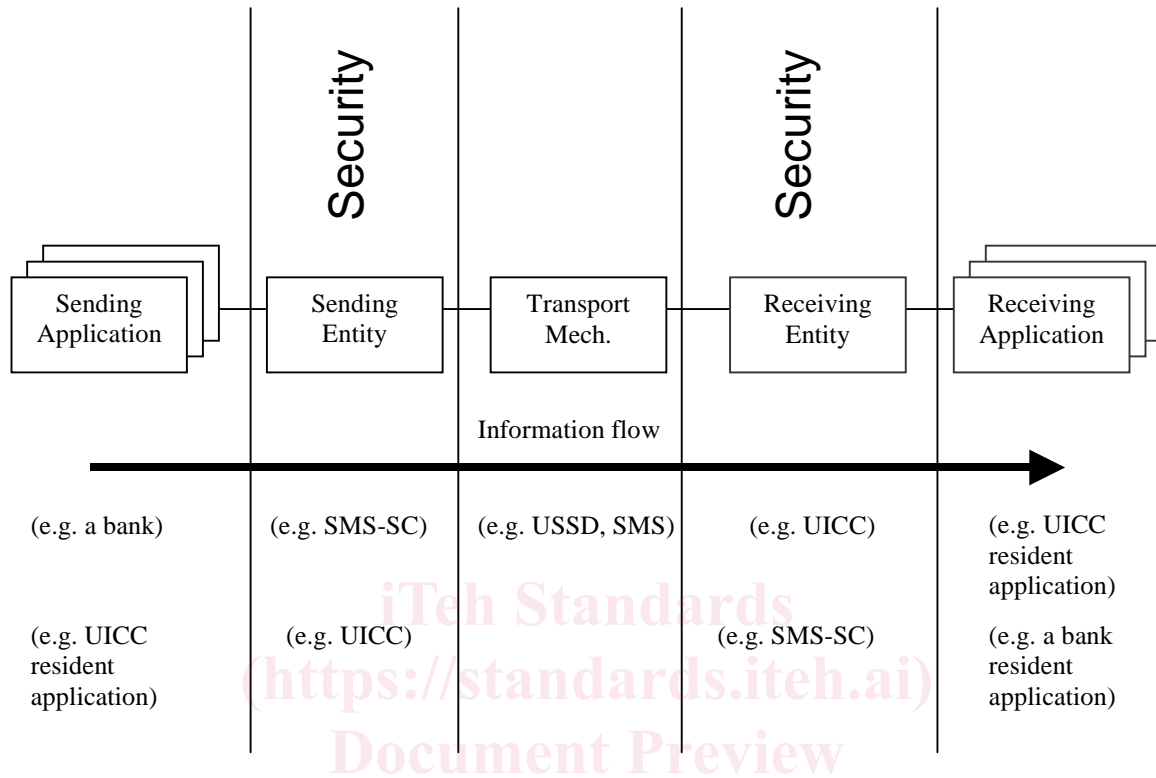 Security
Security
Sending
Application
Sending
Entity
Transport
Mech.
Receiving
Entity
Receiving
Application
Information flow
(e.g. a bank)
(e.g. SMS-SC)
(e.g. USSD, SMS)
(e.g. UICC)
(e.g. UICC
resident
application)
(e.g. UICC
resident
application)
(e.g. UICC)
(e.g. SMS-SC)
(e.g. a bank
resident
application)
iTeh Standards
(https://standards.iteh.ai)
Document Preview